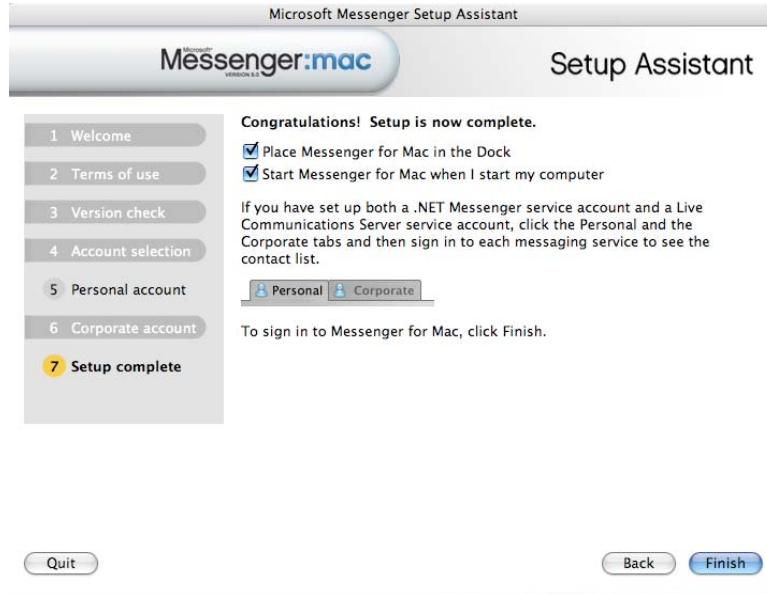 Microsoft Messenger Setup Assistant
Microsoft®
Messenger:mac
VERSION 5.0
Setup Assistant
1 Welcome
2 Terms of use
3 Version check
4 Account selection
5 Personal account
6 Corporate account
7 Setup complete
Congratulations! Setup is now complete.
Place Messenger for Mac in the Dock
Start Messenger for Mac when I start my computer
If you have set up both a .NET Messenger service account and a Live
Communications Server service account, click the Personal and the
Corporate tabs and then sign in to each messaging service to see the
contact list.
Personal Corporate
To sign in to Messenger for Mac, click Finish.
Quit Back Finish